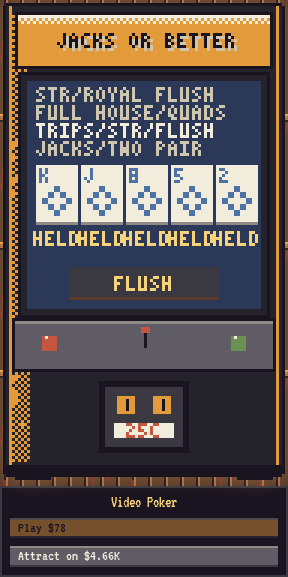 JACKS OR BETTER
STR/ROYAL FLUSH
FULL HOUSE/QUADS
TRIPS/STR/FLUSH
JACKS/TWO PAIR
K J 8 5 2
HELD HELD HELD HELD HELD
FLUSH
25C
Video Poker
Play $78
Attract on $4.66K